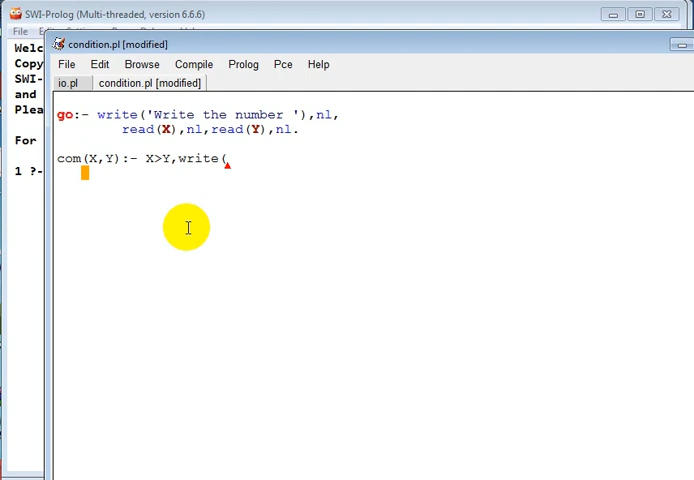 SWI-Prolog (Multi-threaded, version 6.6.6)
File
condition.pl [modified]
Welc
Copy
File Edit Browse Compile Prolog Pce Help
SWI-
io.pl condition.pl [modified]
and
Plea
go:- write('Write the number '),nl,
read(X),nl,read(Y),nl.
For
com(X,Y):- X>Y,write(
1 ?-